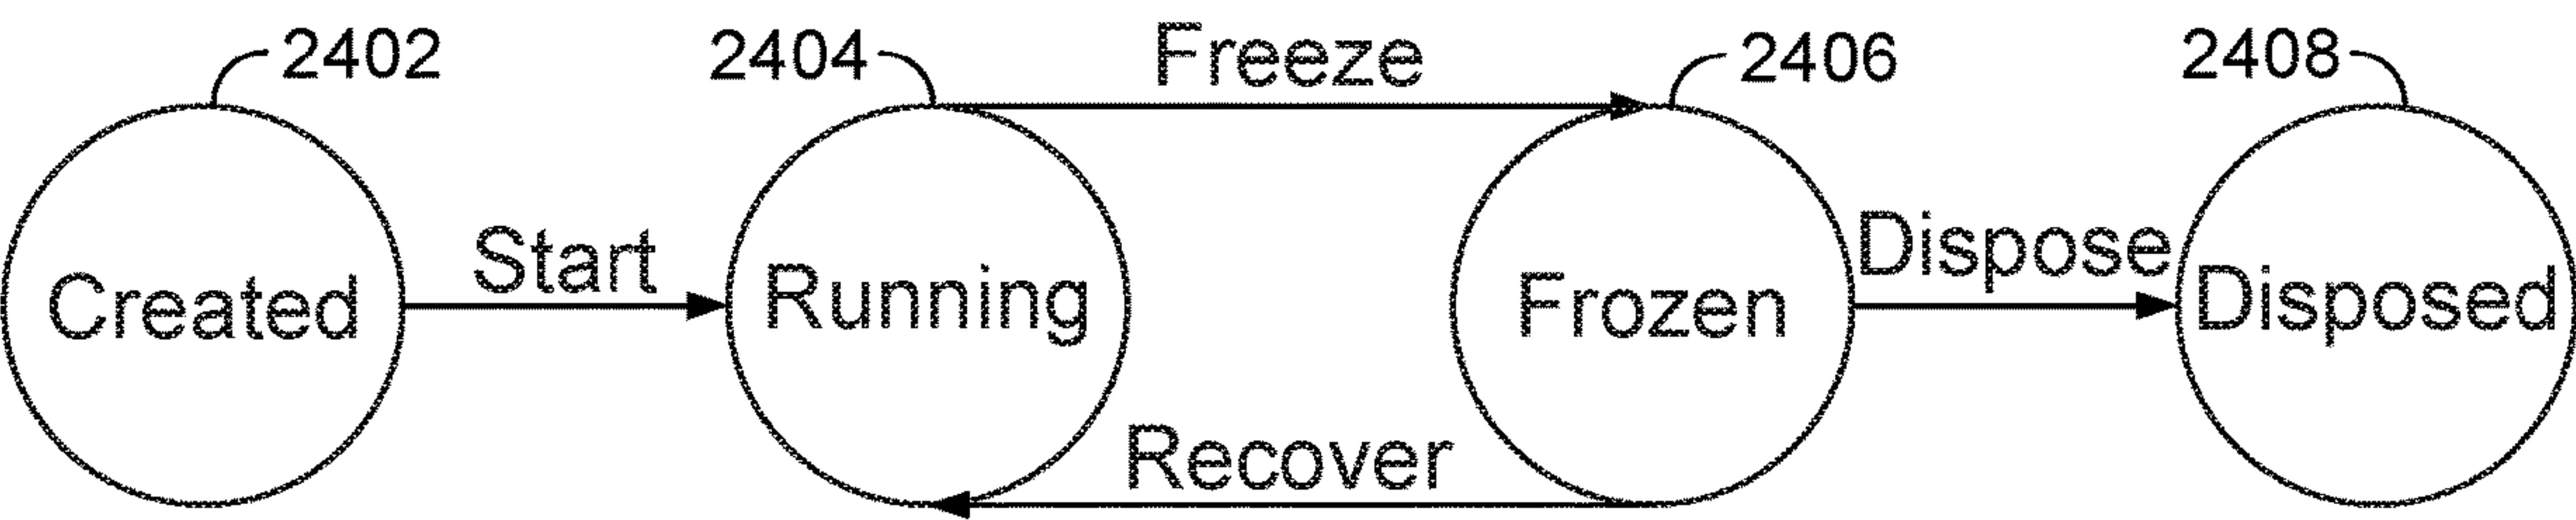 2402
2404
Freeze
2406
2408
Created
Start
Running
Frozen
Dispose
Disposed
Recover